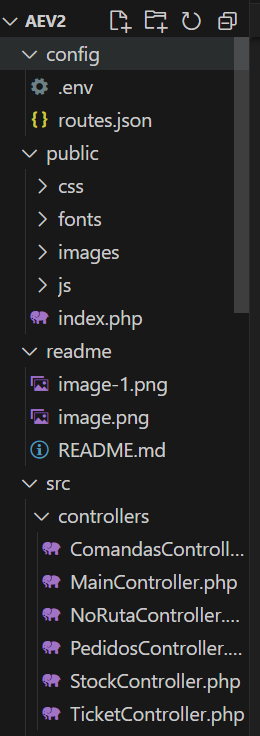 AEV2
config
.env
{} routes.json
public
css
fonts
images
js
index.php
readme
image-1.png
image.png
README.md
src
controllers
ComandasControll...
MainController.php
NoRutaController....
PedidosController....
StockController.php
TicketController.php